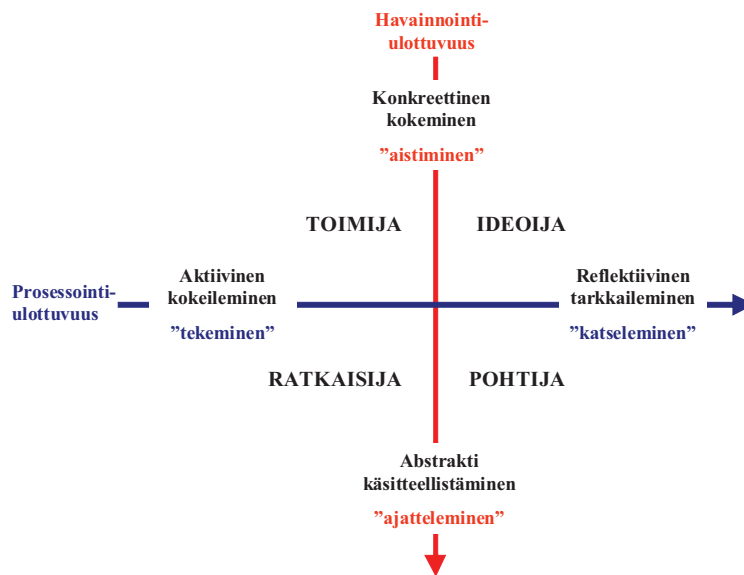 Havainnointi-
ulottuvuus
Konkreettinen
kokeminen
”aistiminen”
TOIMIJA
IDEOIJA
Prosessointi-
ulottuvuus
Aktiivinen
kokeileminen
”tekeminen”
Reflektiivinen
tarkkaileminen
”katseleminen”
RATKAISIJA
POHTIJA
Abstrakti
käsitteellistäminen
”ajatteleminen”